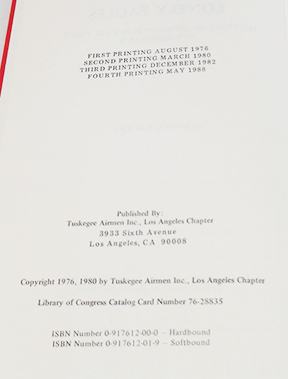 FIRST PRINTING AUGUST 1976
SECOND PRINTING MARCH 1980
THIRD PRINTING DECEMBER 1982
FOURTH PRINTING MAY 1988
Published By:
Tuskegee Airmen Inc., Los Angeles Chapter
3933 Sixth Avenue
Los Angeles, CA 90008
Copyright 1976, 1980 by Tuskegee Airmen Inc., Los Angeles Chapter
Library of Congress Catalog Card Number 76-28835
ISBN Number 0-917612-00-0 – Hardbound
ISBN Number 0-917612-01-9 – Softbound